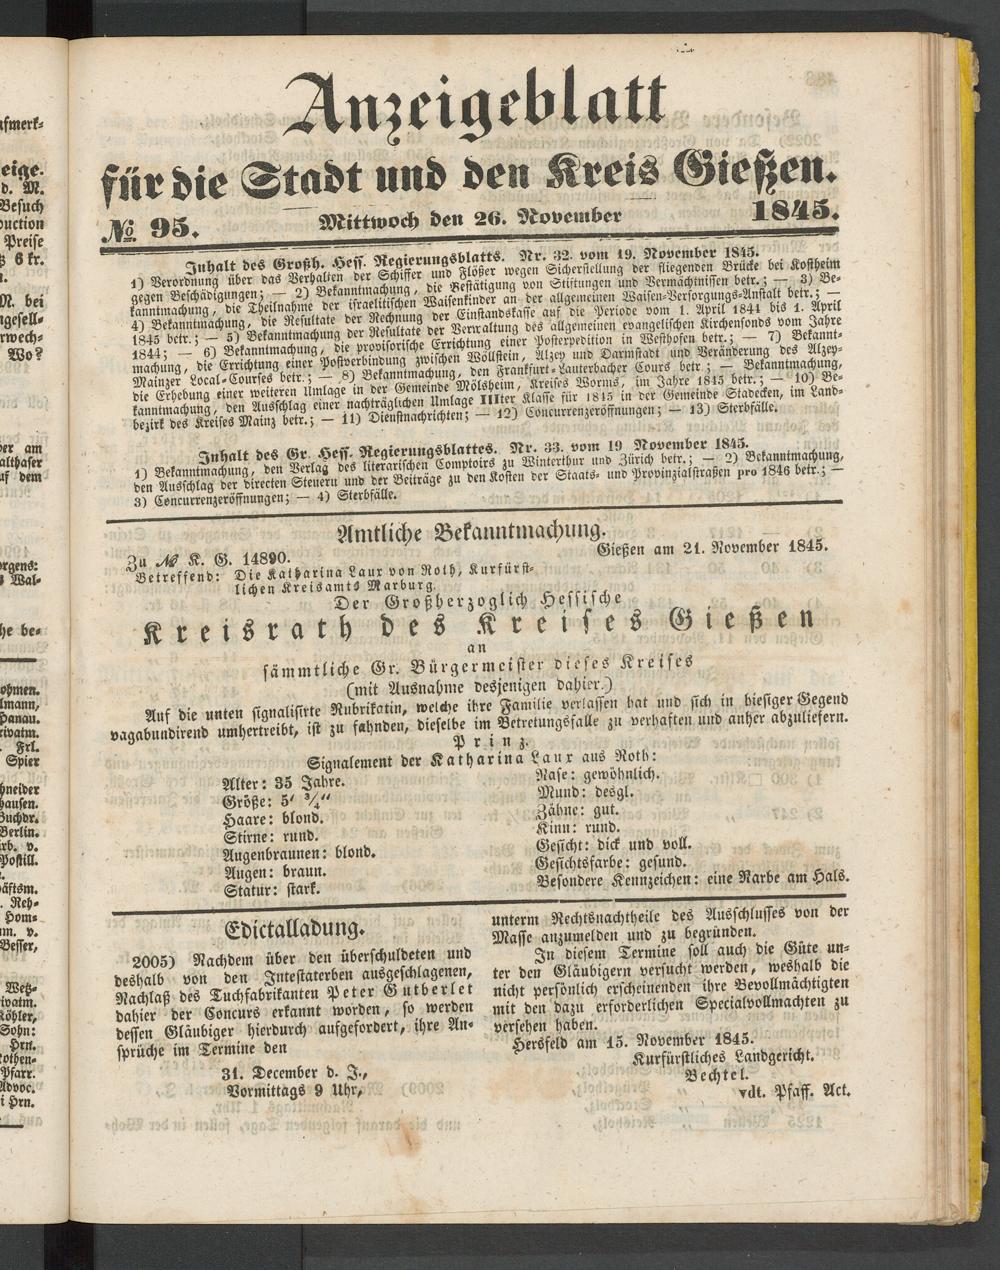 Anzeigeblatt
für die Stadt und den Kreis Gießen.
№ 95. Mittwoch den 26. November 1845.
Inhalt des Großh. Hess. Regierungsblatts. Nr. 32. vom 19. November 1845.
1) Verordnung über das Verhalten der Schiffer und Flößer wegen Sicherstellung der fliegenden Brücke bei Kostheim
gegen Beschädigungen; — 2) Bekanntmachung, die Bestätigung von Stiftungen und Vermächtnissen betr.; — 3) Be-
kanntmachung, die Theilnahme der israelitischen Waisenkinder an der allgemeinen Waisen-Versorgungs-Anstalt betr.; —
4) Bekanntmachung, die Resultate der Rechnung der Einstandskasse auf die Periode vom 1. April 1844 bis 1. April
1845 betr.; — 5) Bekanntmachung der Resultate der Verwaltung des allgemeinen evangelischen Kirchenfonds vom Jahre
1844; — 6) Bekanntmachung, die provisorische Errichtung einer Posterpedition in Westhofen betr.; — 7) Bekannt-
machung, die Errichtung einer Postverbindung zwischen Wöllstein, Alzey und Darmstadt und Veränderung des Alzey-
Mainzer Local-Courses betr.; — 8) Bekanntmachung, den Frankfurt-Lauterbacher Cours betr.; — Bekanntmachung,
die Erhebung einer weiteren Umlage in der Gemeinde Mölsheim, Kreises Worms, im Jahre 1845 betr.; — 10) Be-
kanntmachung, den Ausschlag einer nachträglichen Umlage IIIter Klasse für 1845 in der Gemeinde Stadecken, im Land-
bezirk des Kreises Mainz betr.; — 11) Dienstnachrichten; — 12) Concurrenzeröffnungen; — 13) Sterbfälle.
Inhalt des Gr. Hess. Regierungsblattes. Nr. 33. vom 19 November 1845.
1) Bekanntmachung, den Verlag des literarischen Comptoirs zu Winterthur und Zürich betr.; — 2) Bekanntmachung,
den Ausschlag der directen Steuern und der Beiträge zu den Kosten der Staats- und Provinzialstraßen pro 1846 betr.; —
3) Concurrenzeröffnungen; — 4) Sterbfälle.
Amtliche Bekanntmachung.
Zu № K. G. 14890. Gießen am 21. November 1845.
Betreffend: Die Katharina Laux von Roth, Kurfürst-
lichen Kreisamts Marburg.
Der Großherzoglich Hessische
Kreisrath des Kreises Gießen
an
sämmtliche Gr. Bürgermeister dieses Kreises
(mit Ausnahme desjenigen dahier.)
Auf die unten signalisirte Rubrikatin, welche ihre Familie verlassen hat und sich in hiesiger Gegend
vagabundirend umhertreibt, ist zu fahnden, dieselbe im Betretungsfalle zu verhaften und anher abzuliefern.
Prinz.
Signalement der Katharina Laux aus Roth:
Alter: 35 Jahre.
Größe: 5' ¾"
Haare: blond.
Stirne: rund.
Augenbraunen: blond.
Augen: braun.
Statur: stark.
Nase: gewöhnlich.
Mund: desgl.
Zähne: gut.
Kinn: rund.
Gesicht: dick und voll.
Gesichtsfarbe: gesund.
Besondere Kennzeichen: eine Narbe am Hals.
Edictalladung.
2005) Nachdem über den überschuldeten und
deshalb von den Intestaterben ausgeschlagenen,
Nachlaß des Tuchfabrikanten Peter Gutberlet
dahier der Concurs erkannt worden, so werden
dessen Gläubiger hierdurch aufgefordert, ihre An-
sprüche im Termine den
31. December d. J.,
Vormittags 9 Uhr,
unterm Rechtsnachtheile des Ausschlusses von der
Masse anzumelden und zu begründen.
In diesem Termine soll auch die Güte un-
ter den Gläubigern versucht werden, weshalb die
nicht persönlich erscheinenden ihre Bevollmächtigten
mit den dazu erforderlichen Specialvollmachten zu
versehen haben.
Hersfeld am 15. November 1845.
Kurfürstliches Landgericht.
Bechtel.
vdt. Pfaff. Act.